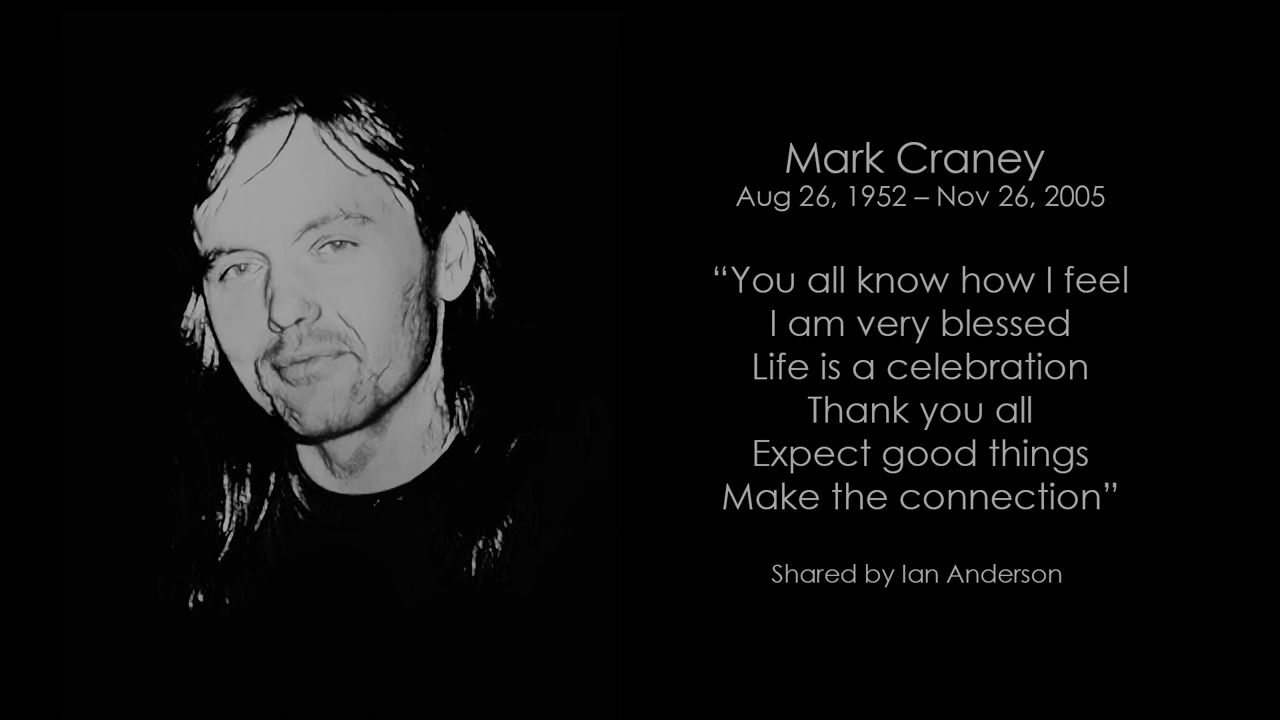 Mark Craney
Aug 26, 1952 – Nov 26, 2005
“You all know how I feel
I am very blessed
Life is a celebration
Thank you all
Expect good things
Make the connection”
Shared by Ian Anderson